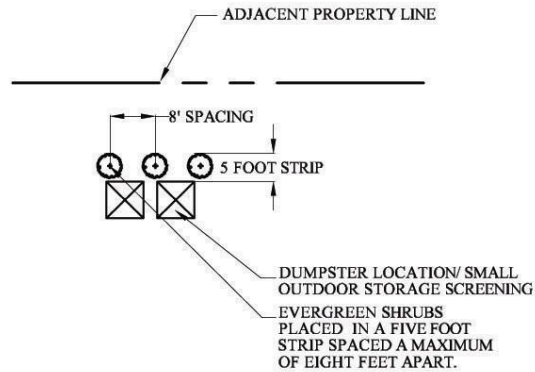 ADJACENT PROPERTY LINE
8' SPACING
5 FOOT STRIP
DUMPSTER LOCATION/ SMALL
OUTDOOR STORAGE SCREENING
EVERGREEN SHRUBS
PLACED IN A FIVE FOOT
STRIP SPACED A MAXIMUM
OF EIGHT FEET APART.